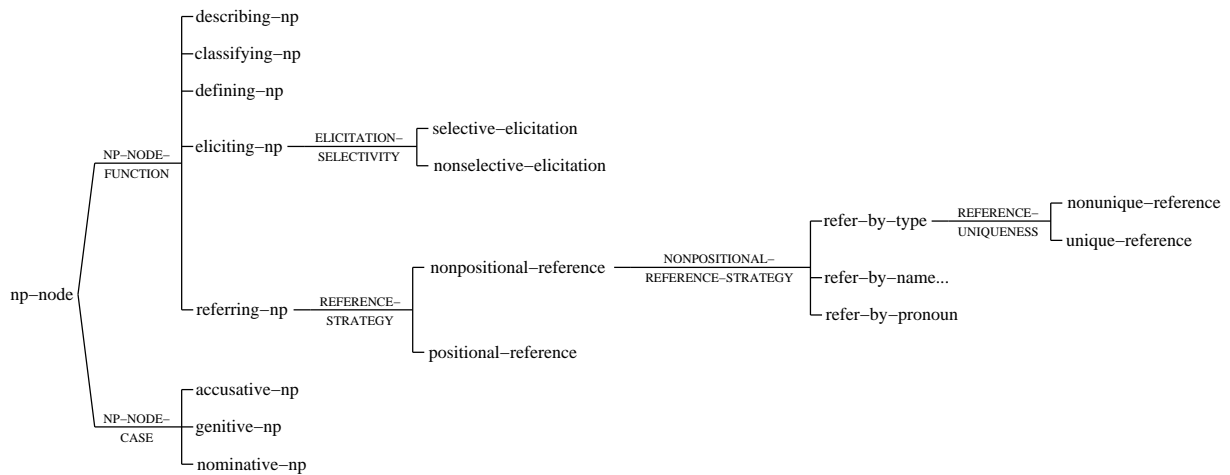 describing–np
classifying–np
defining–np
eliciting–np
ELICITATION–
SELECTIVITY
selective–elicitation
nonselective–elicitation
NP–NODE–
FUNCTION
nonunique–reference
refer–by–type
REFERENCE–
UNIQUENESS
unique–reference
nonpositional–reference
NONPOSITIONAL–
REFERENCE–STRATEGY
refer–by–name...
np–node
referring–np
REFERENCE–
STRATEGY
refer–by–pronoun
positional–reference
accusative–np
NP–NODE–
CASE
genitive–np
nominative–np